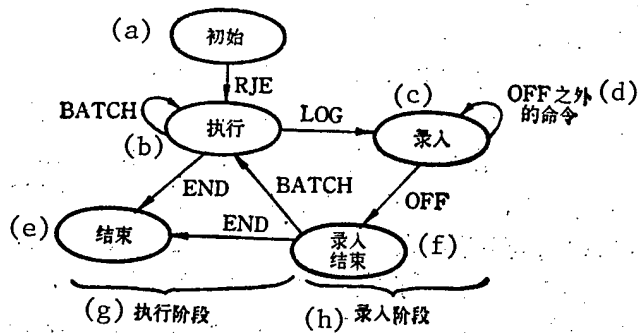 (a) 初始
RJE
BATCH
(b) 执行
LOG
(c) 录入
OFF之外 (d)
的命令
END
BATCH
OFF
(e) 结束
END
录入
结束 (f)
(g) 执行阶段
(h) 录入阶段